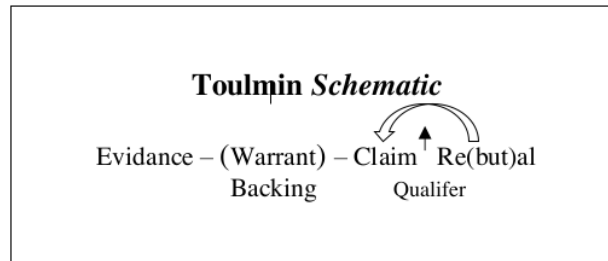 Toulmin Schematic
Evidance – (Warrant) – Claim Re(but)al
Backing Qualifer